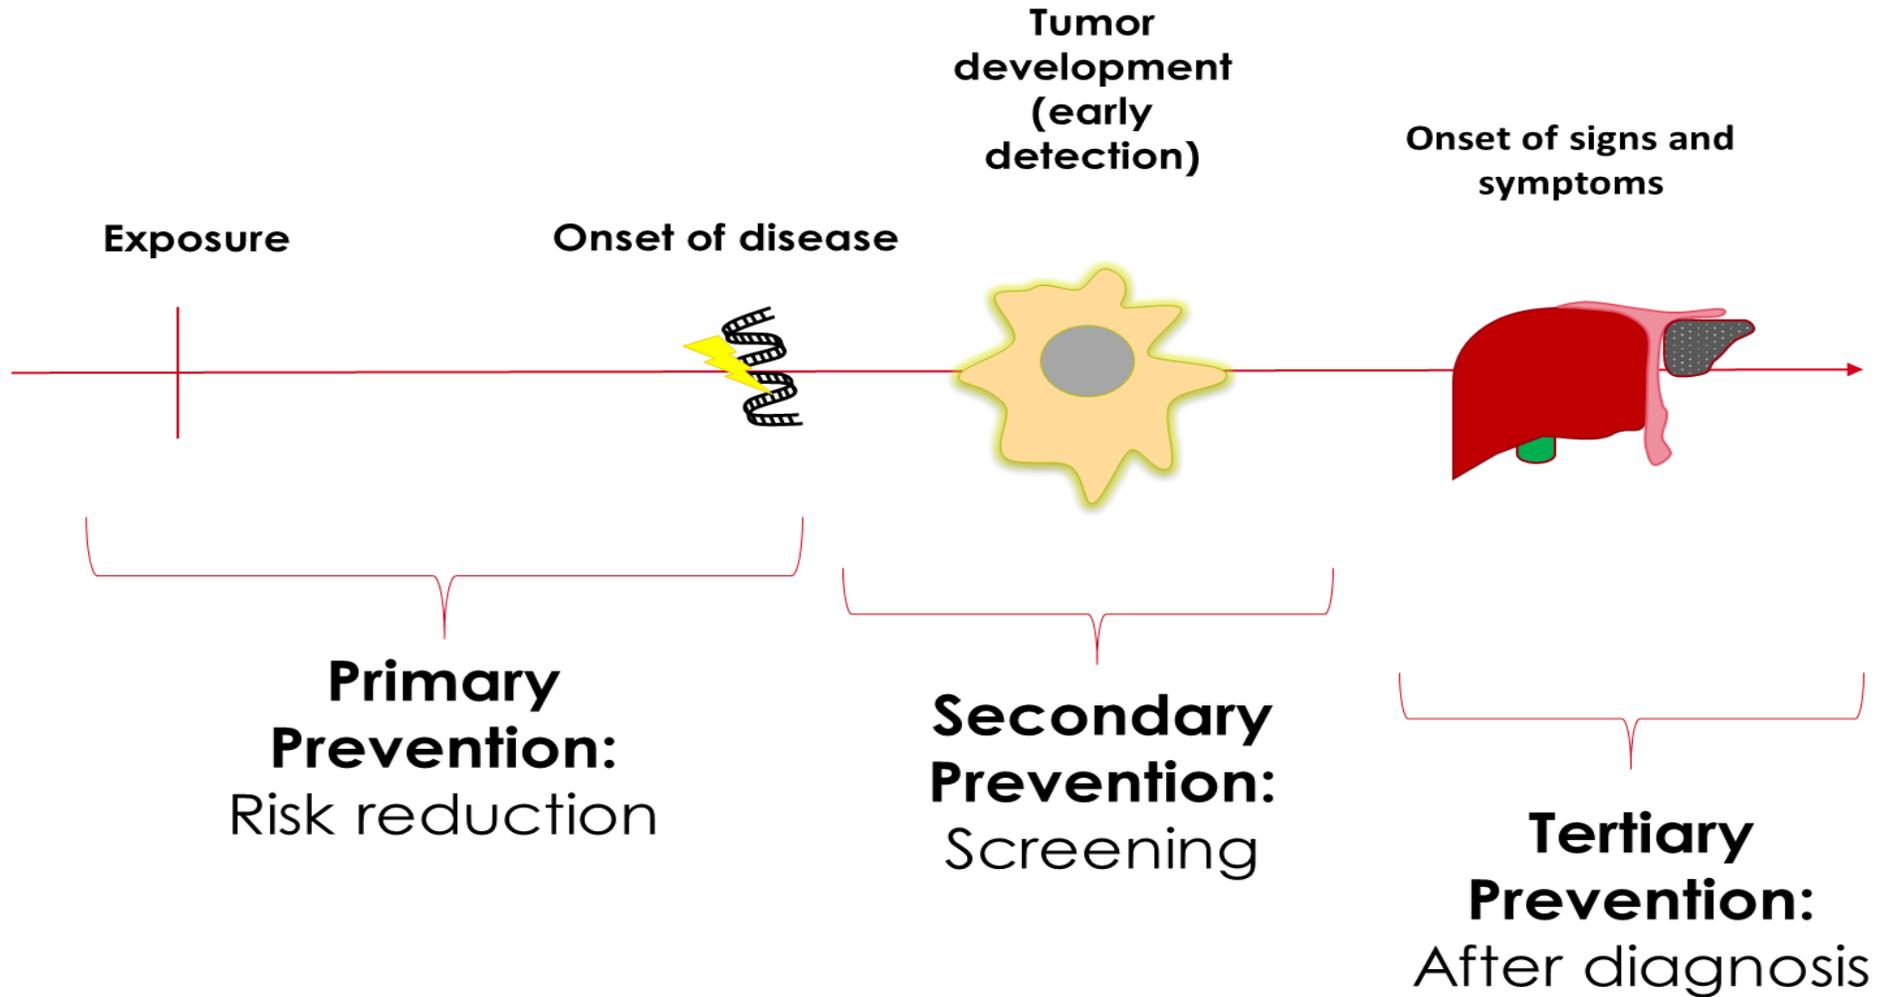 Tumor
development
(early
detection)
Onset of signs and
symptoms
Exposure
Onset of disease
Primary
Prevention:
Risk reduction
Secondary
Prevention:
Screening
Tertiary
Prevention:
After diagnosis